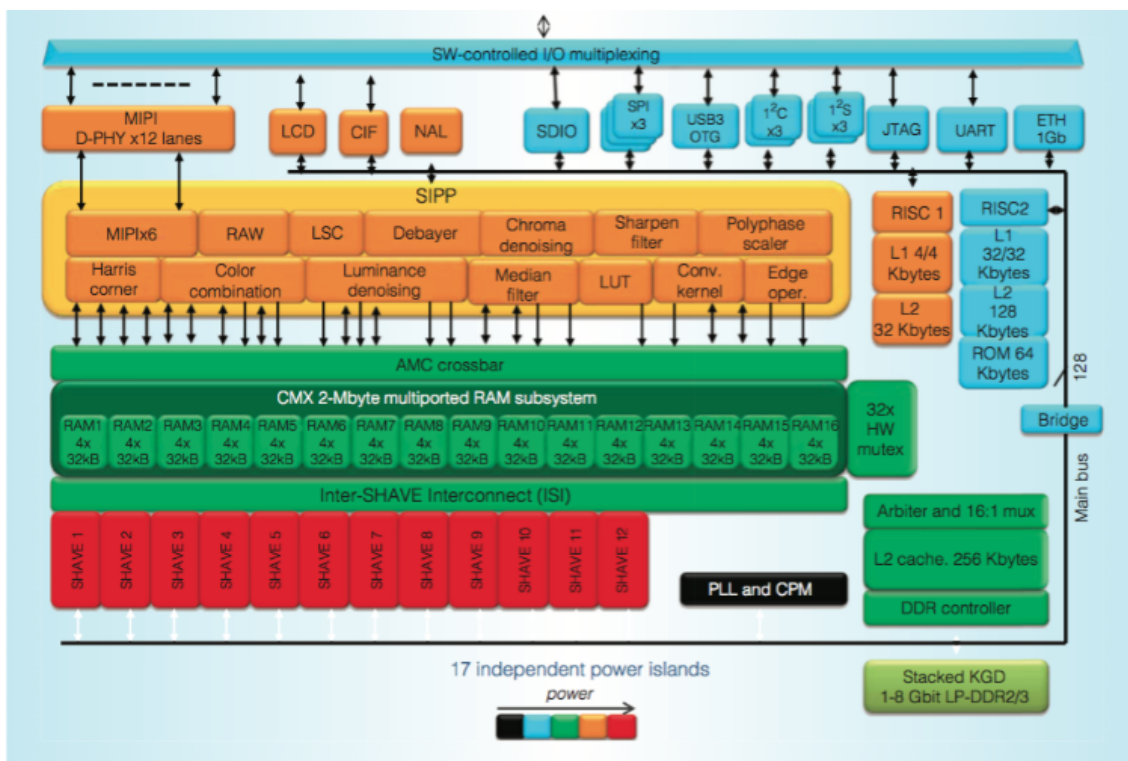 SW-controlled I/O multiplexing
MIPI
D-PHY x12 lanes
LCD
CIF
NAL
SDIO
SPI
x3
USB3
OTG
1²C
x3
1²S
x3
JTAG
UART
ETH
1Gb
SIPP
MIPIx6
RAW
LSC
Debayer
Chroma
denoising
Sharpen
filter
Polyphase
scaler
Harris
corner
Color
combination
Luminance
denoising
Median
filter
LUT
Conv.
kernel
Edge
oper.
RISC 1
L1 4/4
Kbytes
L2
32 Kbytes
RISC2
L1
32/32
Kbytes
L2
128
Kbytes
ROM 64
Kbytes
128
Bridge
Main bus
AMC crossbar
CMX 2-Mbyte multiported RAM subsystem
RAM1
4x
32kB
RAM2
4x
32kB
RAM3
4x
32kB
RAM4
4x
32kB
RAM5
4x
32kB
RAM6
4x
32kB
RAM7
4x
32kB
RAM8
4x
32kB
RAM9
4x
32kB
RAM10
4x
32kB
RAM11
4x
32kB
RAM12
4x
32kB
RAM13
4x
32kB
RAM14
4x
32kB
RAM15
4x
32kB
RAM16
4x
32kB
32x
HW
mutex
Inter-SHAVE Interconnect (ISI)
SHAVE 1
SHAVE 2
SHAVE 3
SHAVE 4
SHAVE 5
SHAVE 6
SHAVE 7
SHAVE 8
SHAVE 9
SHAVE 10
SHAVE 11
SHAVE 12
PLL and CPM
Arbiter and 16:1 mux
L2 cache. 256 Kbytes
DDR controller
17 independent power islands
power
Stacked KGD
1-8 Gbit LP-DDR2/3